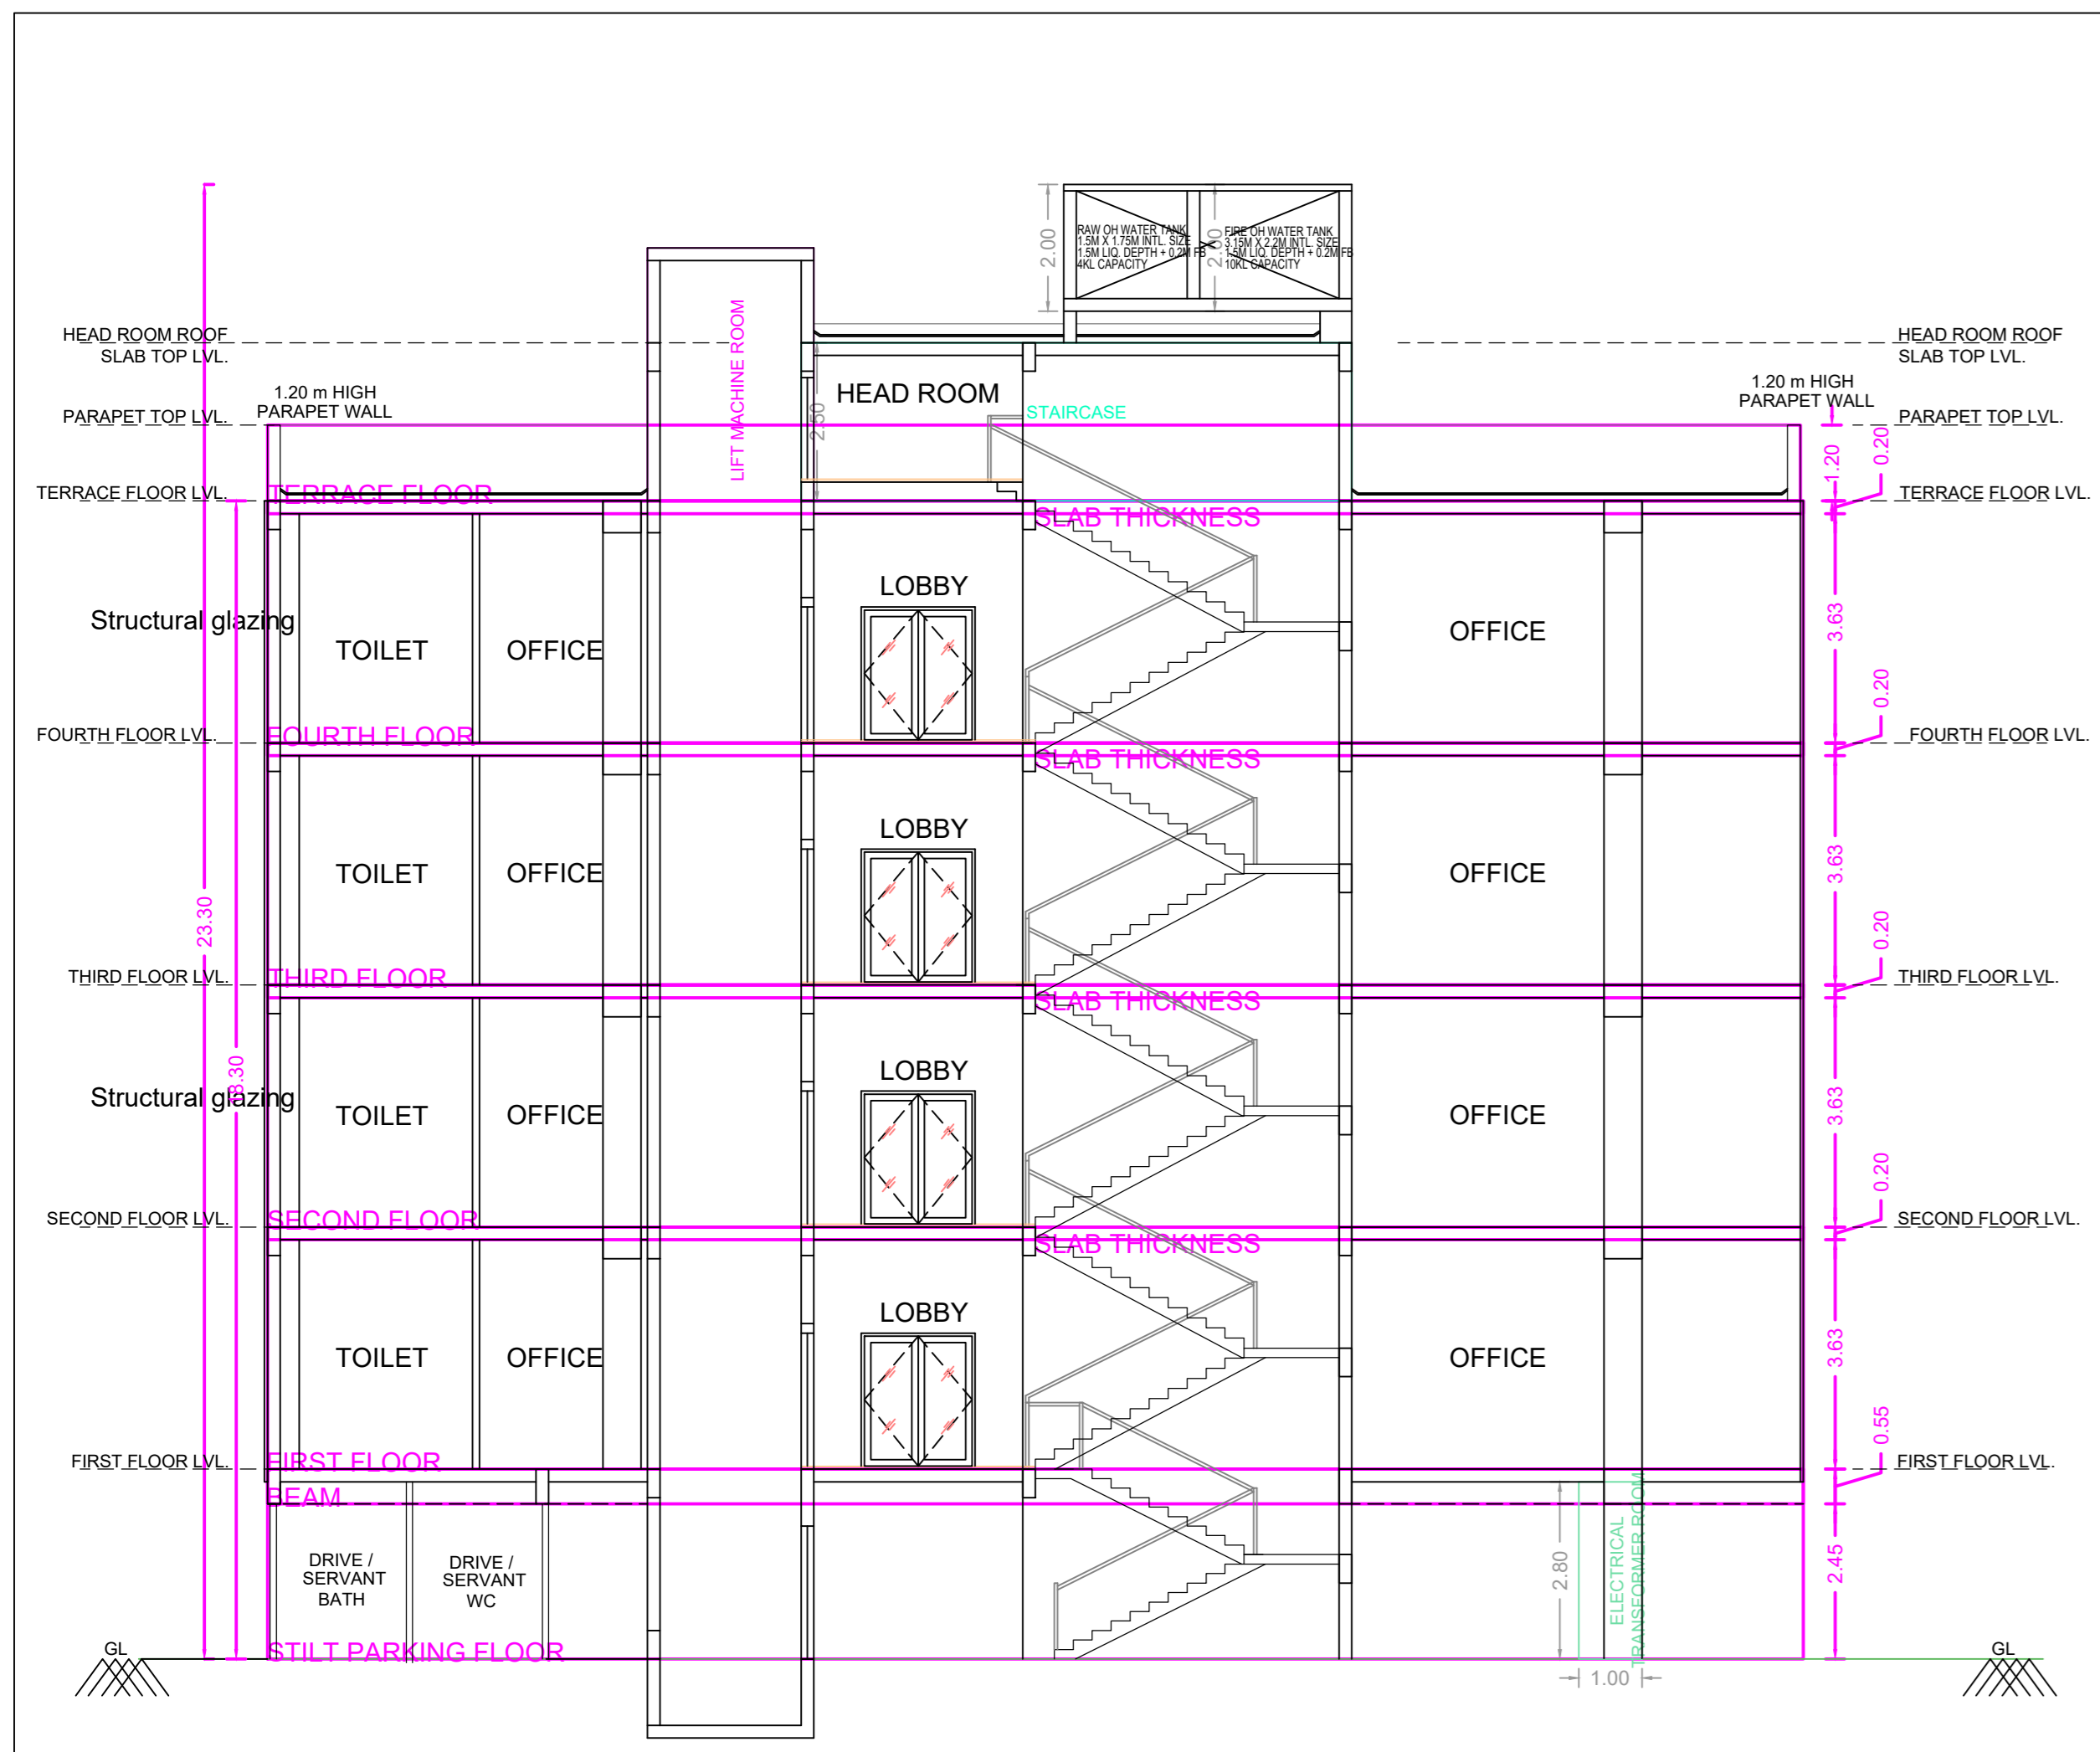 2.00
RAW OH WATER TANK
1.5M X 1.75M INTL. SIZE
1.5M LIQ. DEPTH + 0.2M FB
4KL CAPACITY
2.00
FIRE OH WATER TANK
3.15M X 2.2M INTL. SIZE
1.5M LIQ. DEPTH + 0.2M FB
10KL CAPACITY
HEAD ROOM ROOF
SLAB TOP LVL.
HEAD ROOM ROOF
SLAB TOP LVL.
LIFT MACHINE ROOM
2.50
HEAD ROOM
STAIRCASE
1.20 m HIGH
PARAPET WALL
1.20 m HIGH
PARAPET WALL
PARAPET TOP LVL.
PARAPET TOP LVL.
1.20
0.20
TERRACE FLOOR LVL.
TERRACE FLOOR
SLAB THICKNESS
TERRACE FLOOR LVL.
Structural glazing
TOILET
OFFICE
LOBBY
OFFICE
3.63
0.20
FOURTH FLOOR LVL.
FOURTH FLOOR
SLAB THICKNESS
FOURTH FLOOR LVL.
TOILET
OFFICE
LOBBY
OFFICE
3.63
23.30
0.20
THIRD FLOOR LVL.
THIRD FLOOR
SLAB THICKNESS
THIRD FLOOR LVL.
18.30
Structural glazing
TOILET
OFFICE
LOBBY
OFFICE
3.63
0.20
SECOND FLOOR LVL.
SECOND FLOOR
SLAB THICKNESS
SECOND FLOOR LVL.
TOILET
OFFICE
LOBBY
OFFICE
3.63
0.55
FIRST FLOOR LVL.
FIRST FLOOR
FIRST FLOOR LVL.
BEAM
DRIVE /
SERVANT
BATH
DRIVE /
SERVANT
WC
2.80
ELECTRICAL
TRANSFORMER ROOM
2.45
GL
STILT PARKING FLOOR
GL
1.00